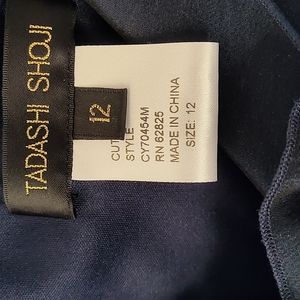 TADASHI SHOJI
12
CUT
STYLE
CY70454M
RN 62825
MADE IN CHINA
SIZE: 12